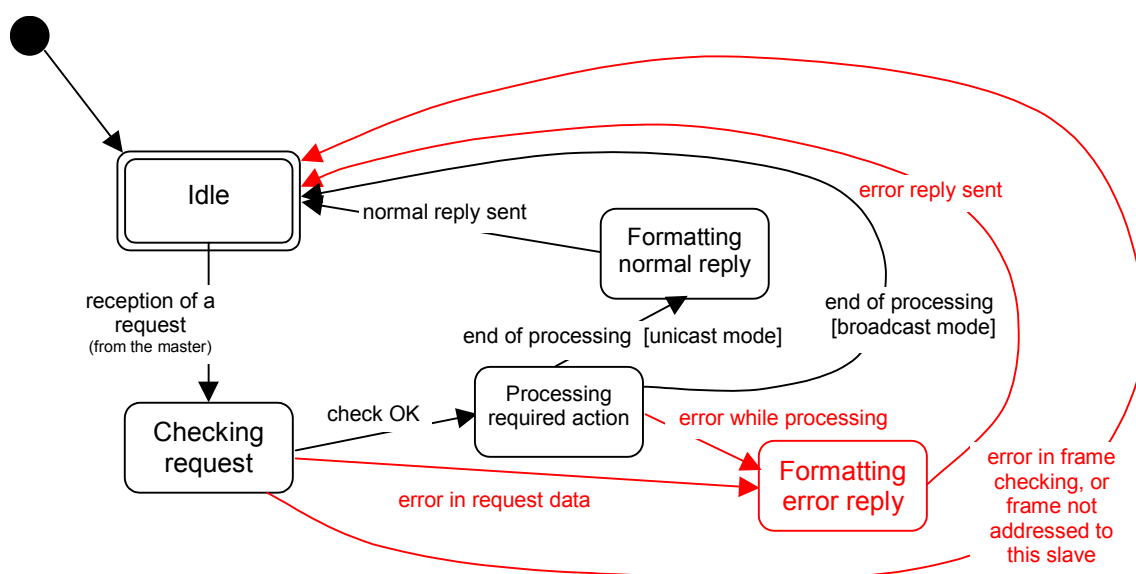 Idle
error reply sent
normal reply sent
Formatting
normal reply
reception of a
request
(from the master)
end of processing
[broadcast mode]
end of processing [unicast mode]
Processing
required action
check OK
error while processing
Checking
request
Formatting
error reply
error in request data
error in frame
checking, or
frame not
addressed to
this slave